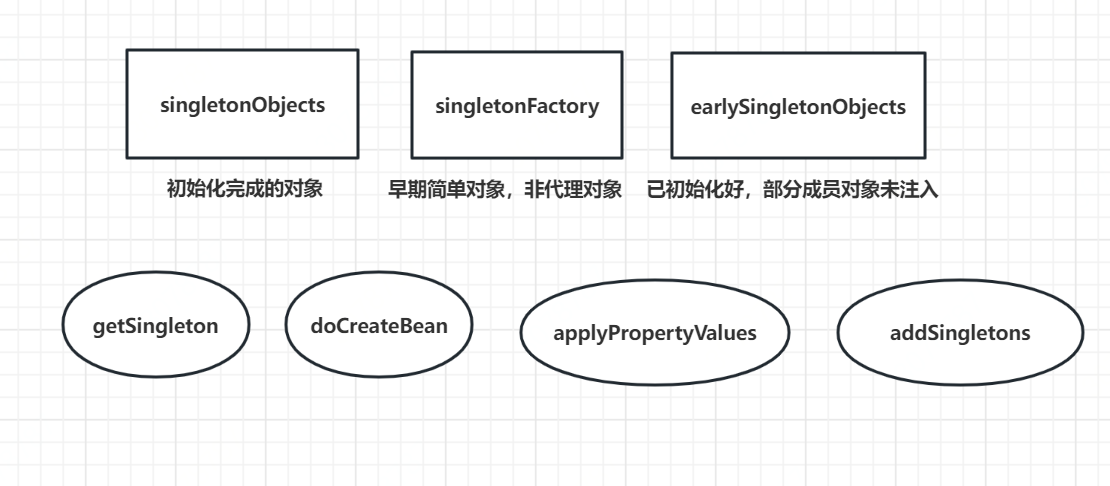 singletonObjects
singletonFactory
earlySingletonObjects
初始化完成的对象
早期简单对象，非代理对象
已初始化好，部分成员对象未注入
getSingleton
doCreateBean
applyPropertyValues
addSingletons